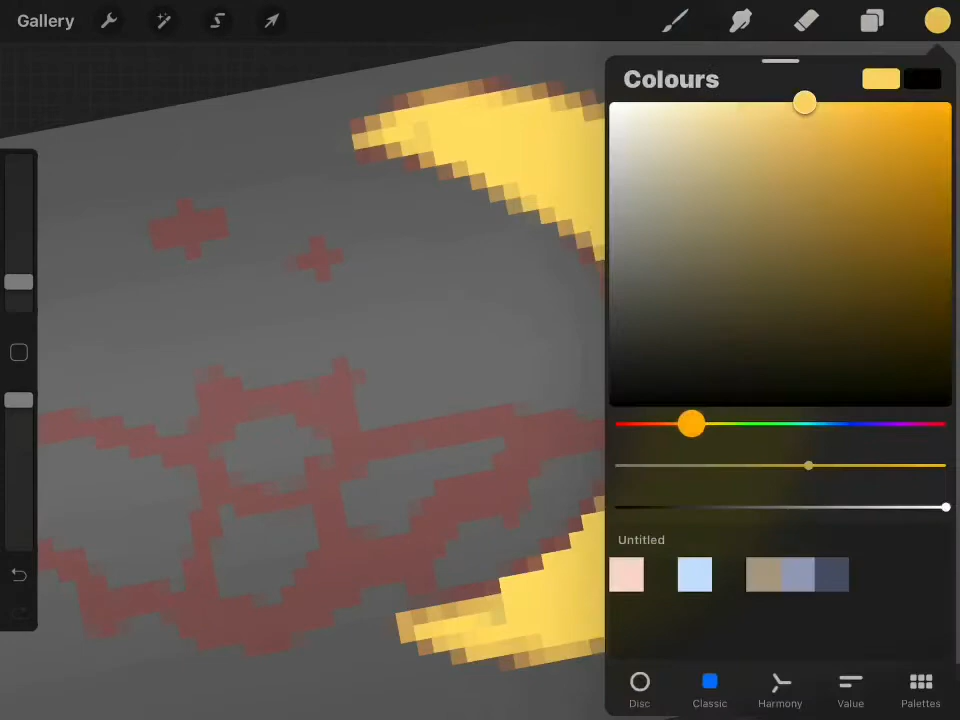 Gallery
Colours
Untitled
Disc
Classic
Harmony
Value
Palettes